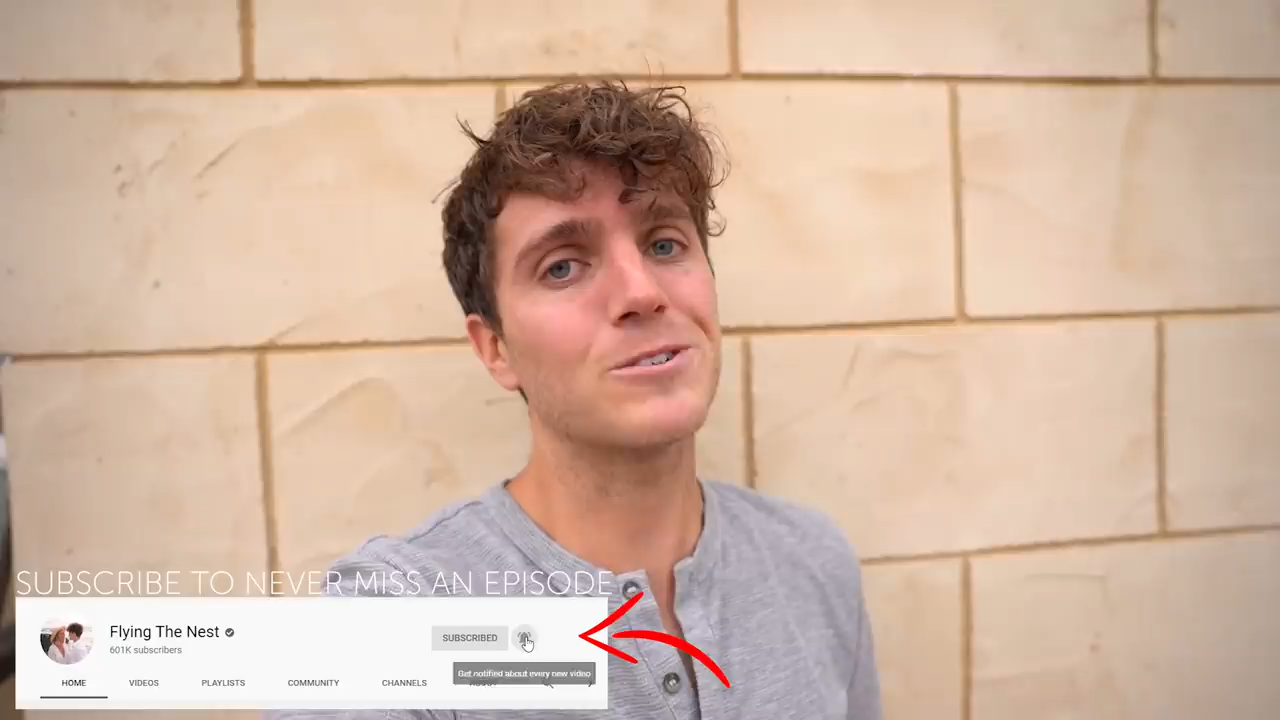 SUBSCRIBE TO NEVER MISS AN EPISODE
Flying The Nest
601K subscribers
SUBSCRIBED
Get notified about every new video
HOME VIDEOS PLAYLISTS COMMUNITY CHANNELS